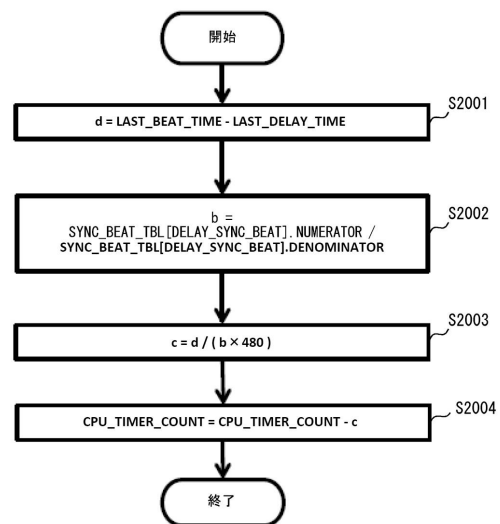 開始
S2001
d = LAST_BEAT_TIME - LAST_DELAY_TIME
S2002
b =
SYNC_BEAT_TBL[DELAY_SYNC_BEAT].NUMERATOR /
SYNC_BEAT_TBL[DELAY_SYNC_BEAT].DENOMINATOR
S2003
c = d / ( b × 480 )
S2004
CPU_TIMER_COUNT = CPU_TIMER_COUNT - c
終了